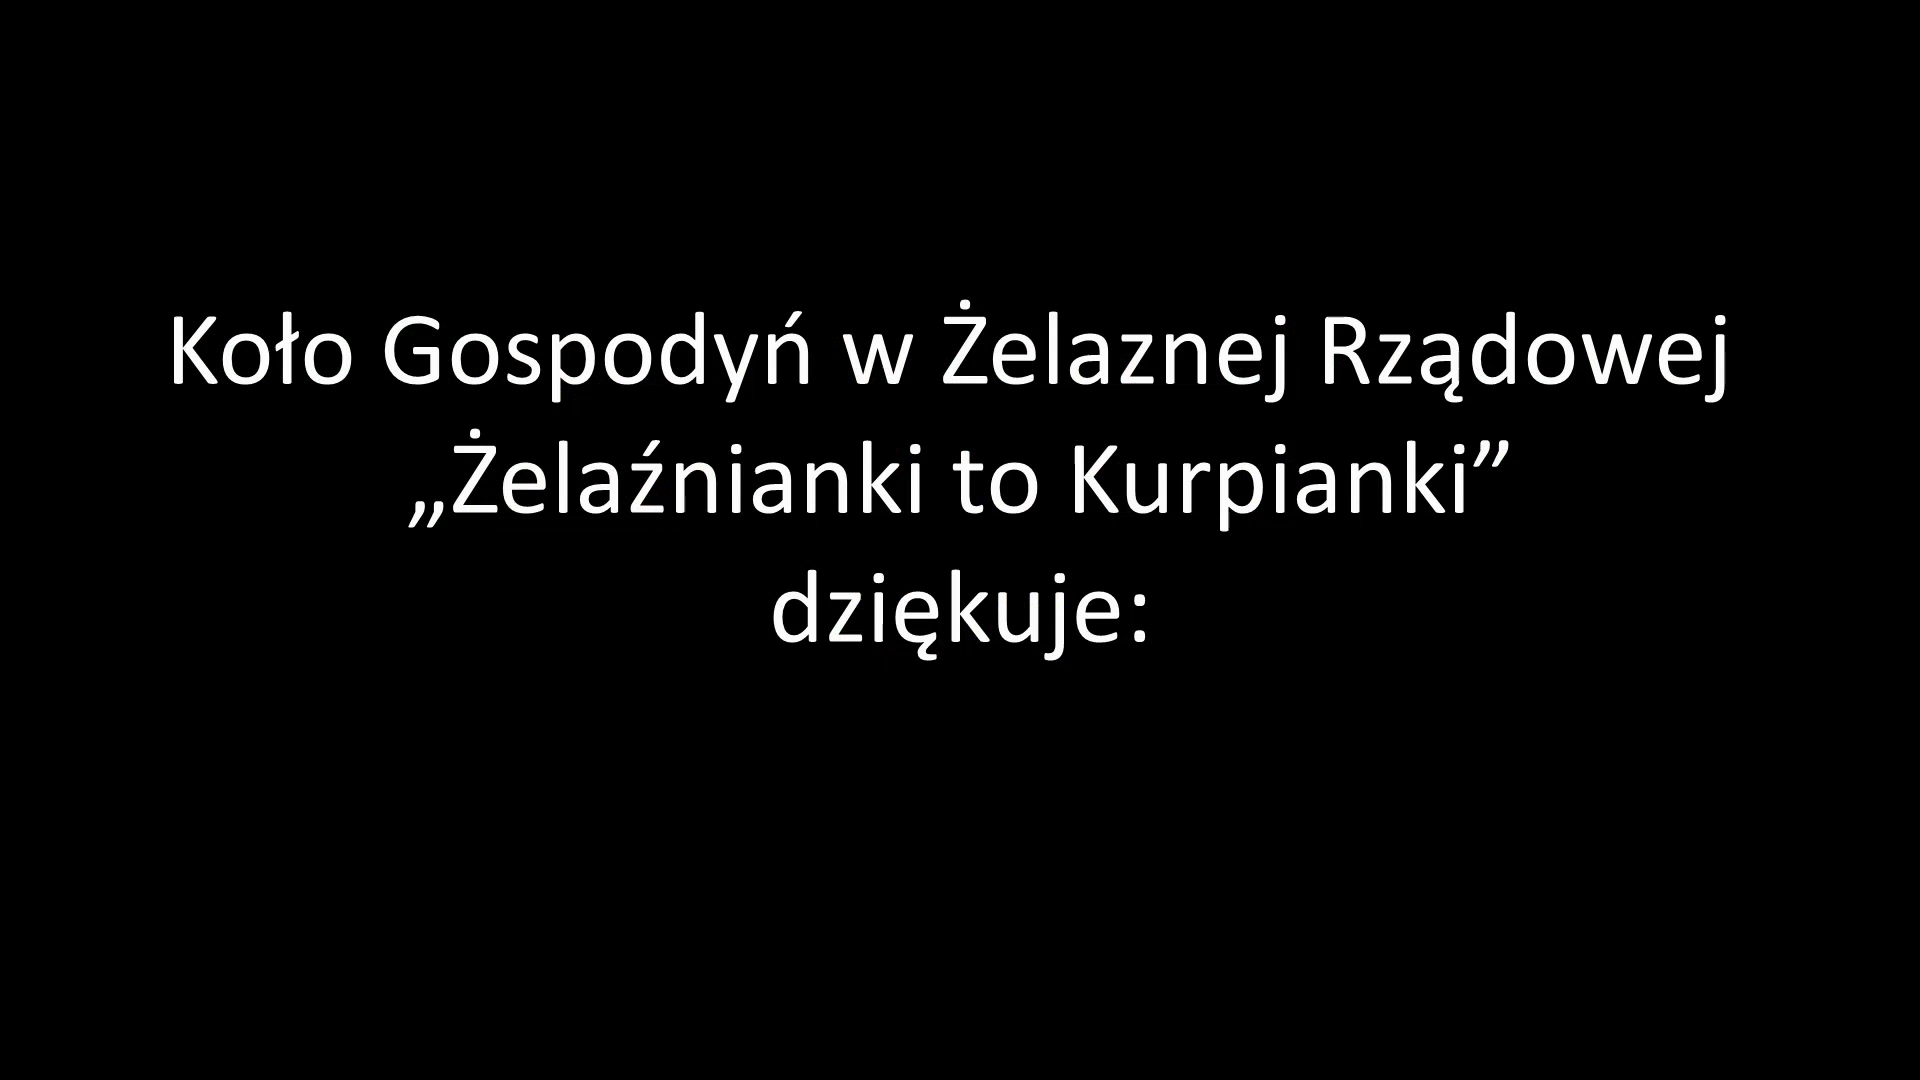 Koło Gospodyń w Żelaznej Rządowej
„Żelaźnianki to Kurpianki”
dziękuje: